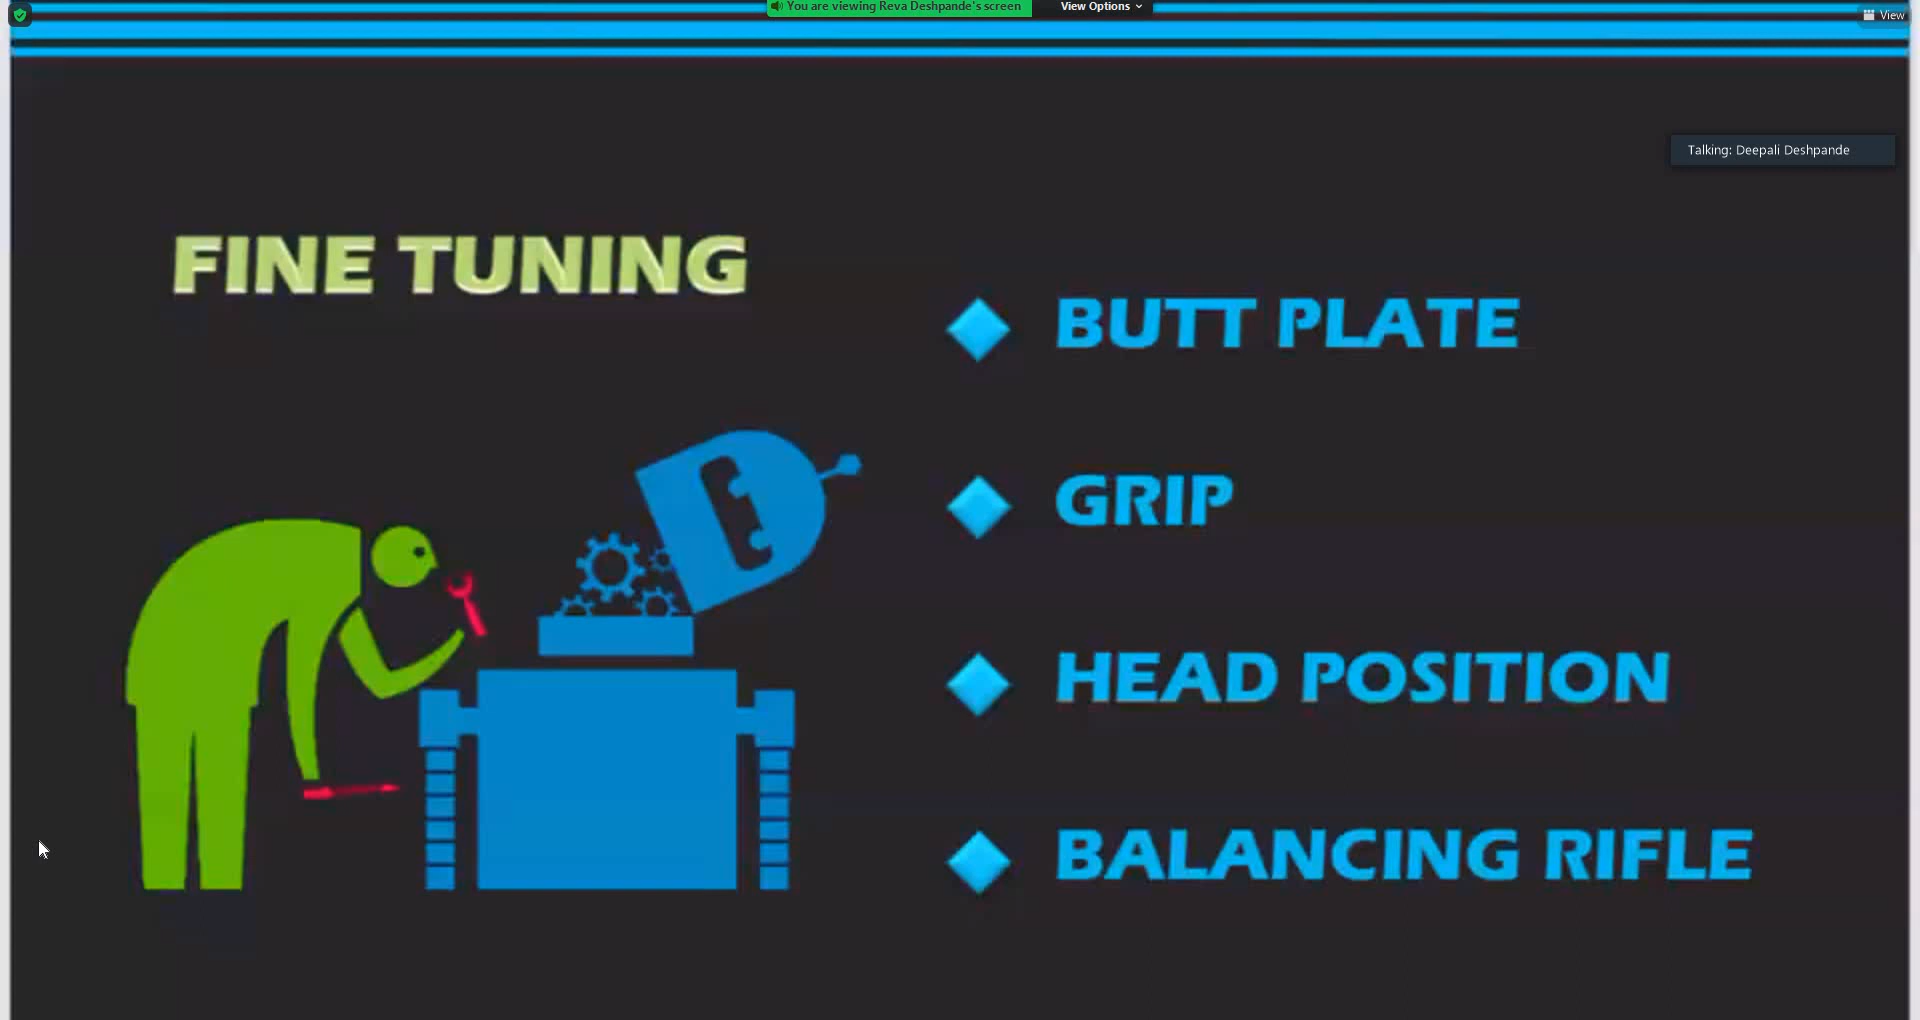 You are viewing Reva Deshpande's screen
View Options
View
Talking: Deepali Deshpande
FINE TUNING
BUTT PLATE
GRIP
HEAD POSITION
BALANCING RIFLE